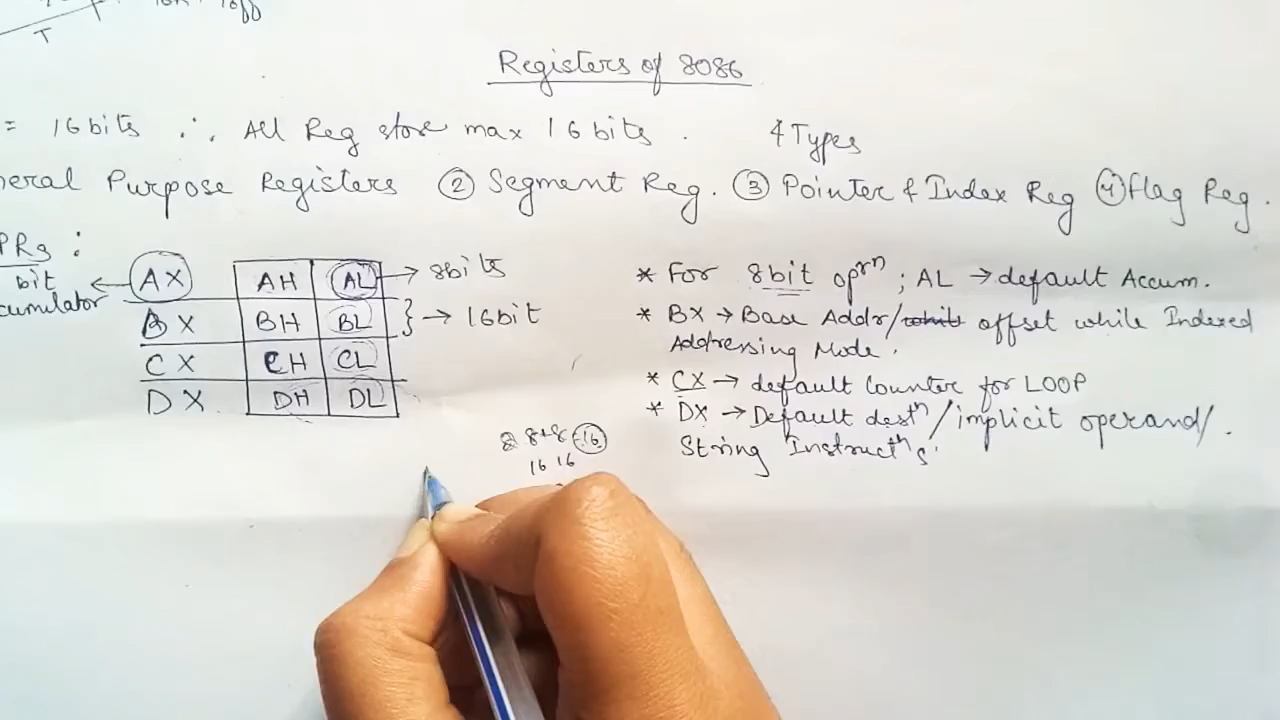 T
Registers of 8086
= 16 bits ∴ All Reg store max 16 bits . 4 Types
neral Purpose Registers ② Segment Reg. ③ Pointer & Index Reg ④ Flag Reg.
PRs :
bit ← AX AH AL → 8bits
cumulator
BX BH BL } → 16bit
CX CH CL
DX DH DL
* For 8bit oprⁿ ; AL → default Accum.
* BX → Base Addr/ offset while Indexed
Addressing Mode .
* CX → default Counter for LOOP
* DX → Default destⁿ / implicit operand/ .
String Instructⁿs
8 8+8 16
16 16